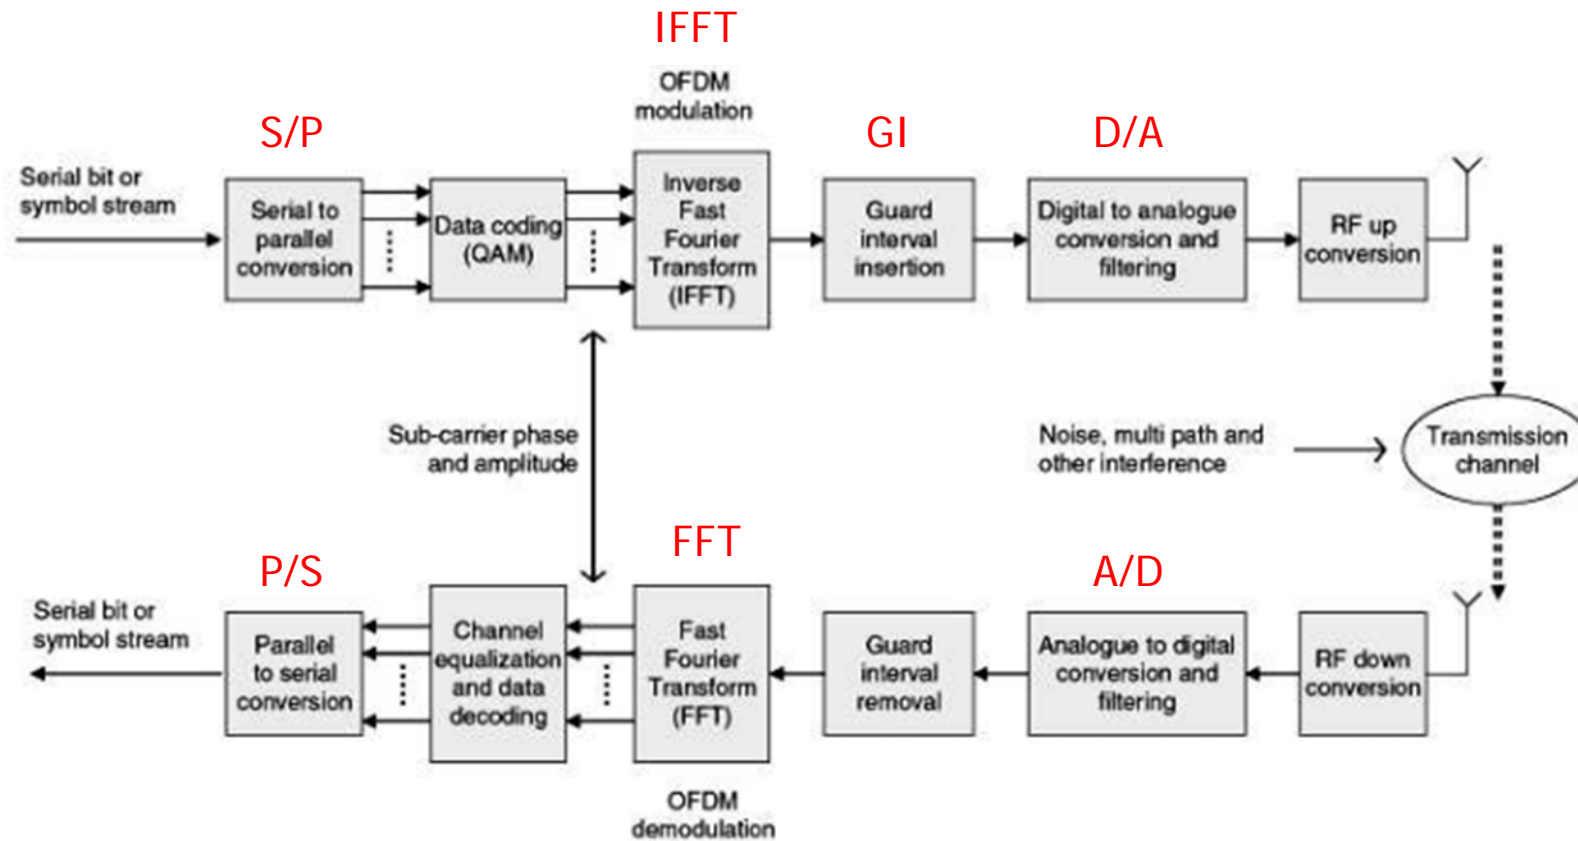 IFFT
OFDM
modulation
S/P
GI
D/A
Serial bit or
symbol stream
Serial to
parallel
conversion
Data coding
(QAM)
Inverse
Fast
Fourier
Transform
(IFFT)
Guard
interval
insertion
Digital to analogue
conversion and
filtering
RF up
conversion
Sub-carrier phase
and amplitude
Noise, multi path and
other interference
Transmission
channel
P/S
FFT
A/D
Serial bit or
symbol stream
Parallel
to serial
conversion
Channel
equalization
and data
decoding
Fast
Fourier
Transform
(FFT)
Guard
interval
removal
Analogue to digital
conversion and
filtering
RF down
conversion
OFDM
demodulation